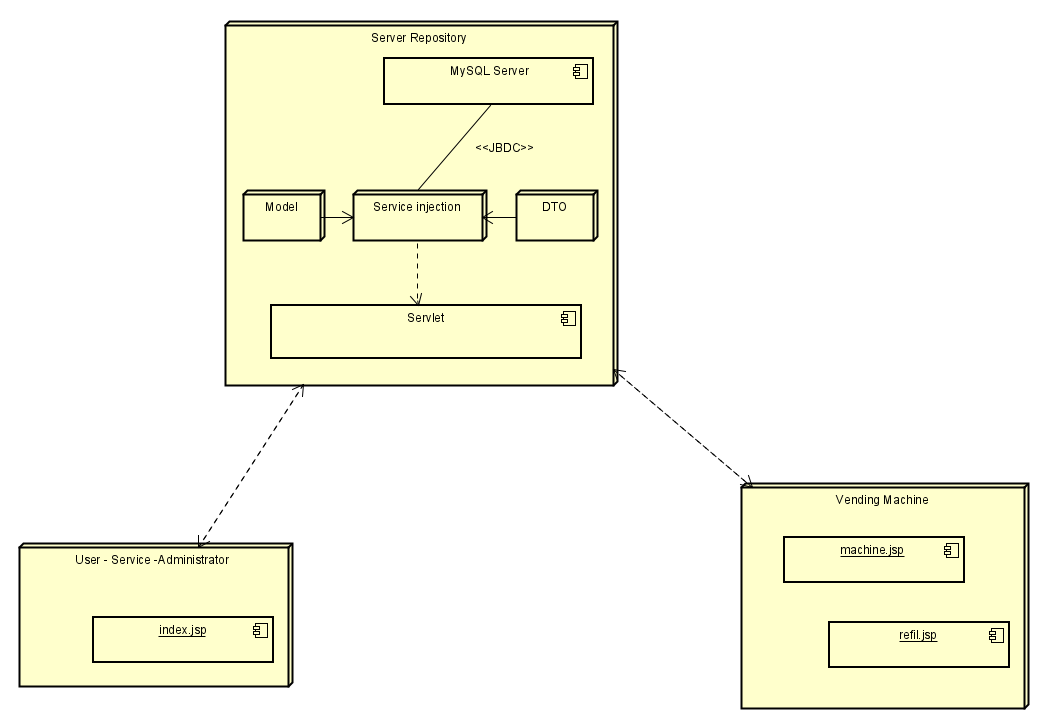 Server Repository
MySQL Server
<<JBDC>>
Model
Service injection
DTO
Servlet
Vending Machine
machine.jsp
refil.jsp
User - Service -Administrator
index.jsp